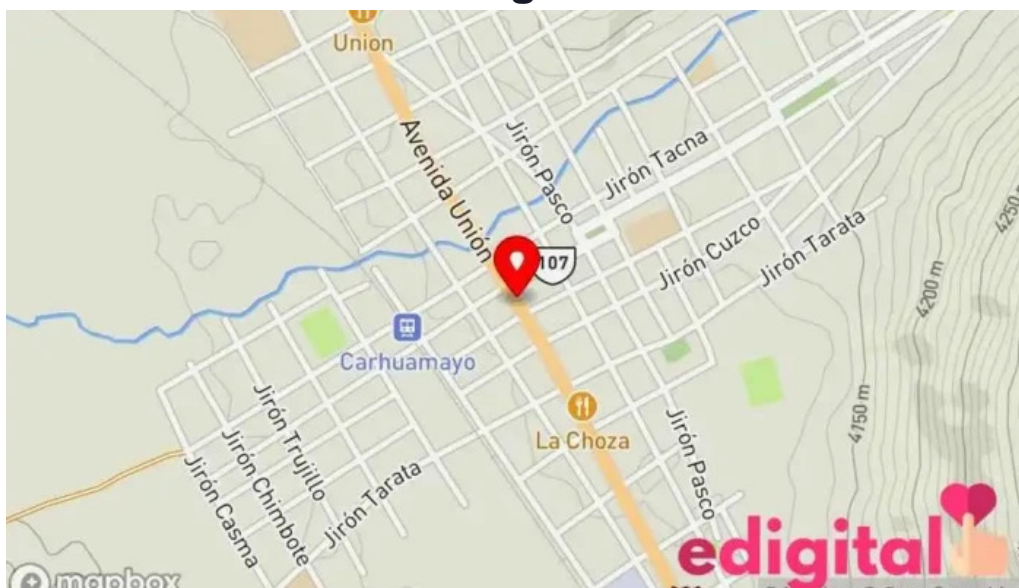 Union
Avenida Unión
Jirón Pasco
Jirón Tacna
107
Jirón Cuzco
Jirón Tarata
4250
4200 m
Carhuamayo
4150 m
La Choza
Jirón Trujillo
Jirón Chimbote
Jirón Casma
Jirón Tarata
Jirón Pasco
edigital
mapbox